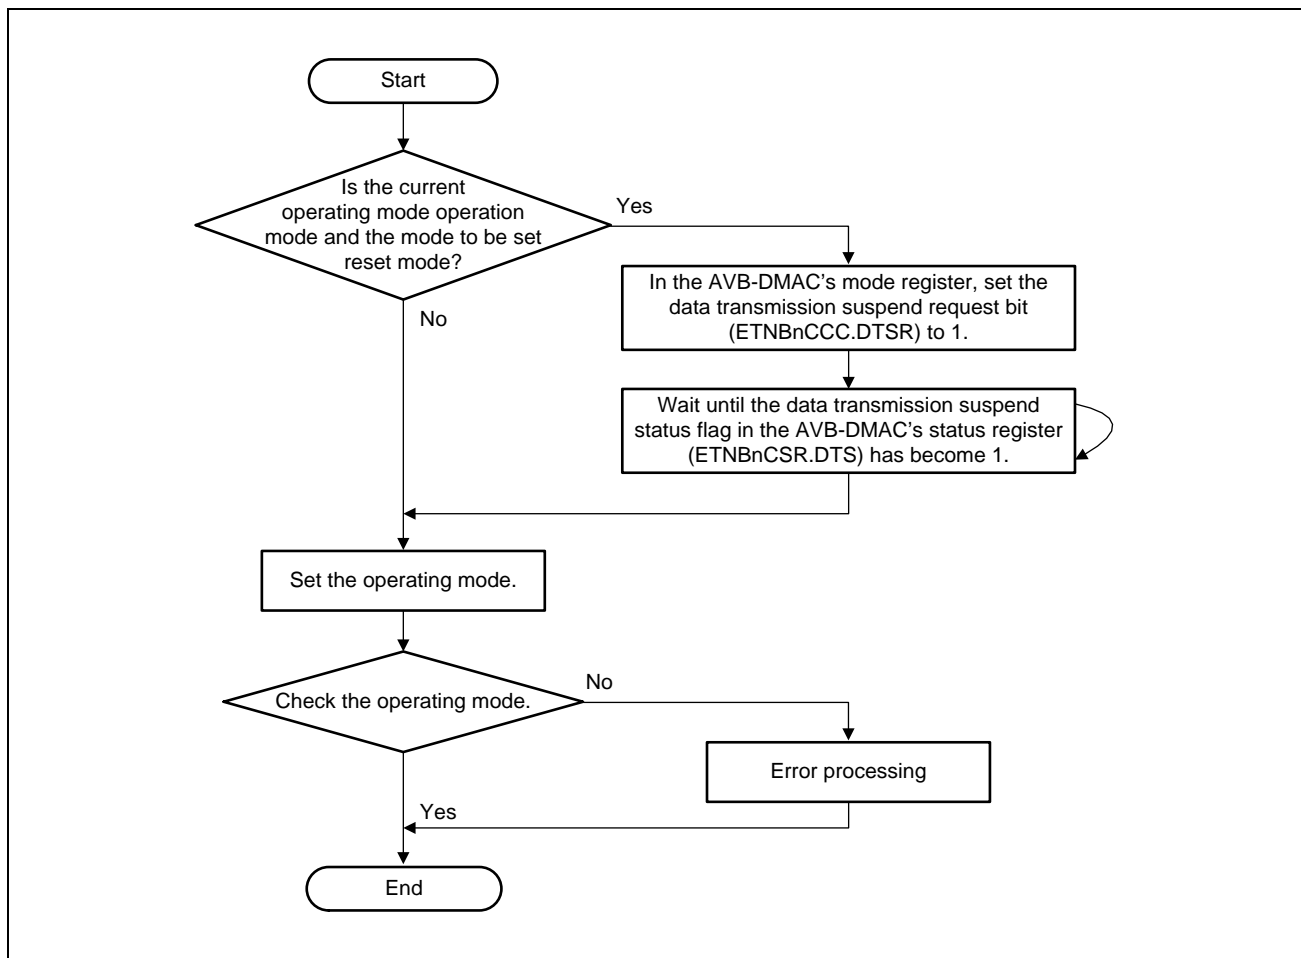 Start
Is the current
operating mode operation
mode and the mode to be set
reset mode?
Yes
No
In the AVB-DMAC's mode register, set the
data transmission suspend request bit
(ETNBnCCC.DTSR) to 1.
Wait until the data transmission suspend
status flag in the AVB-DMAC's status register
(ETNBnCSR.DTS) has become 1.
Set the operating mode.
Check the operating mode.
No
Error processing
Yes
End